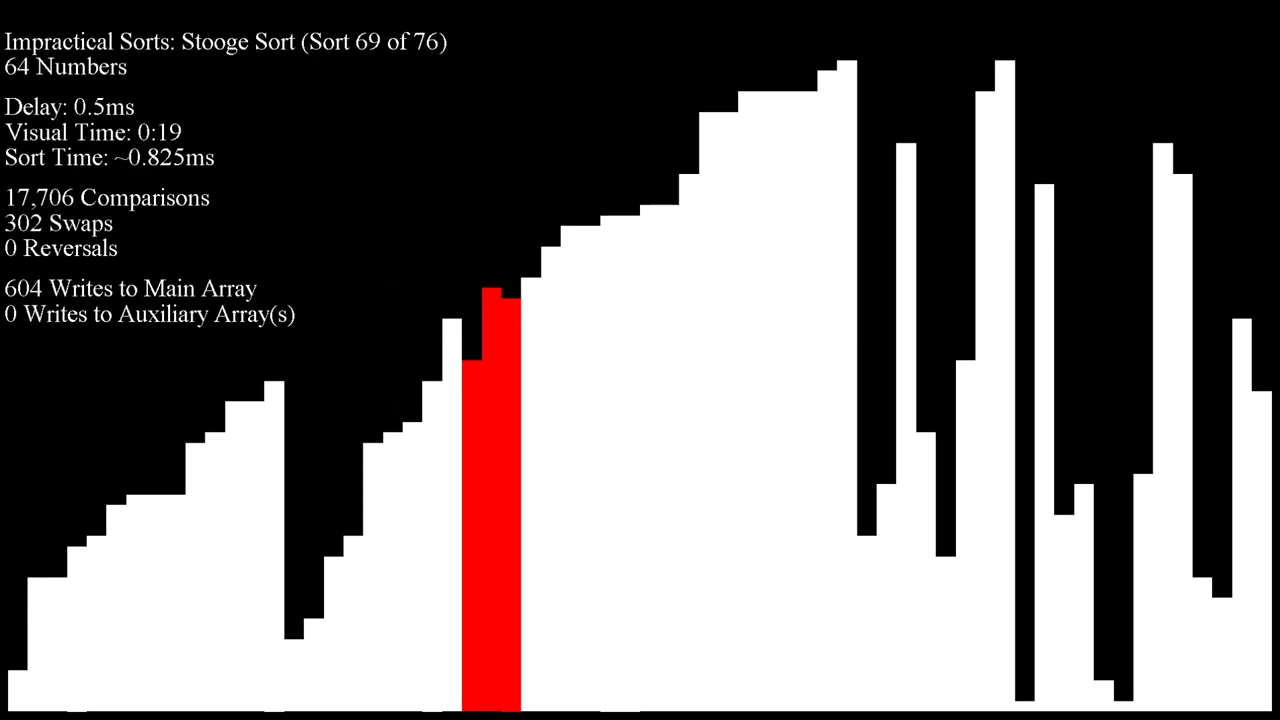 Impractical Sorts: Stooge Sort (Sort 69 of 76)
64 Numbers
Delay: 0.5ms
Visual Time: 0:19
Sort Time: ~0.825ms
17,706 Comparisons
302 Swaps
0 Reversals
604 Writes to Main Array
0 Writes to Auxiliary Array(s)